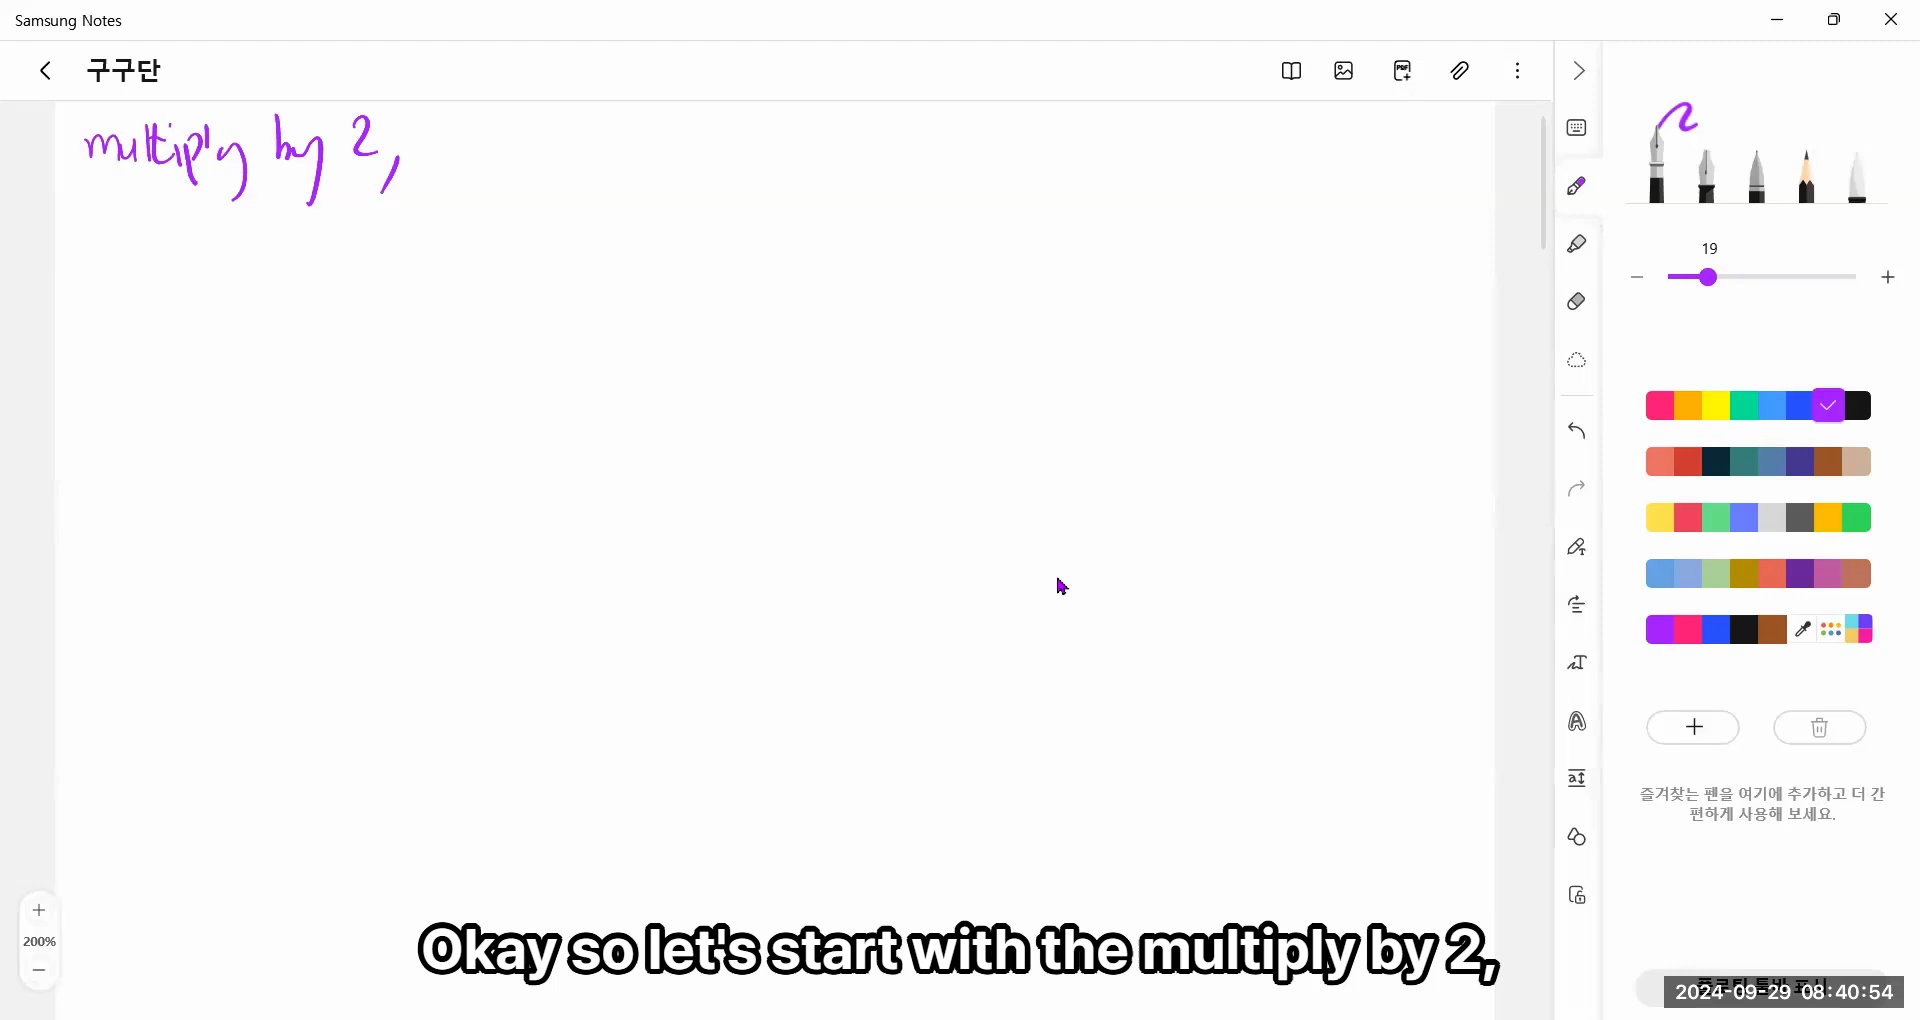 Samsung Notes
구구단
multiply by 2,
PDF
19
즐겨찾는 펜을 여기에 추가하고 더 간
편하게 사용해 보세요.
200%
Okay so let's start with the multiply by 2,
2024-09-29 08:40:54